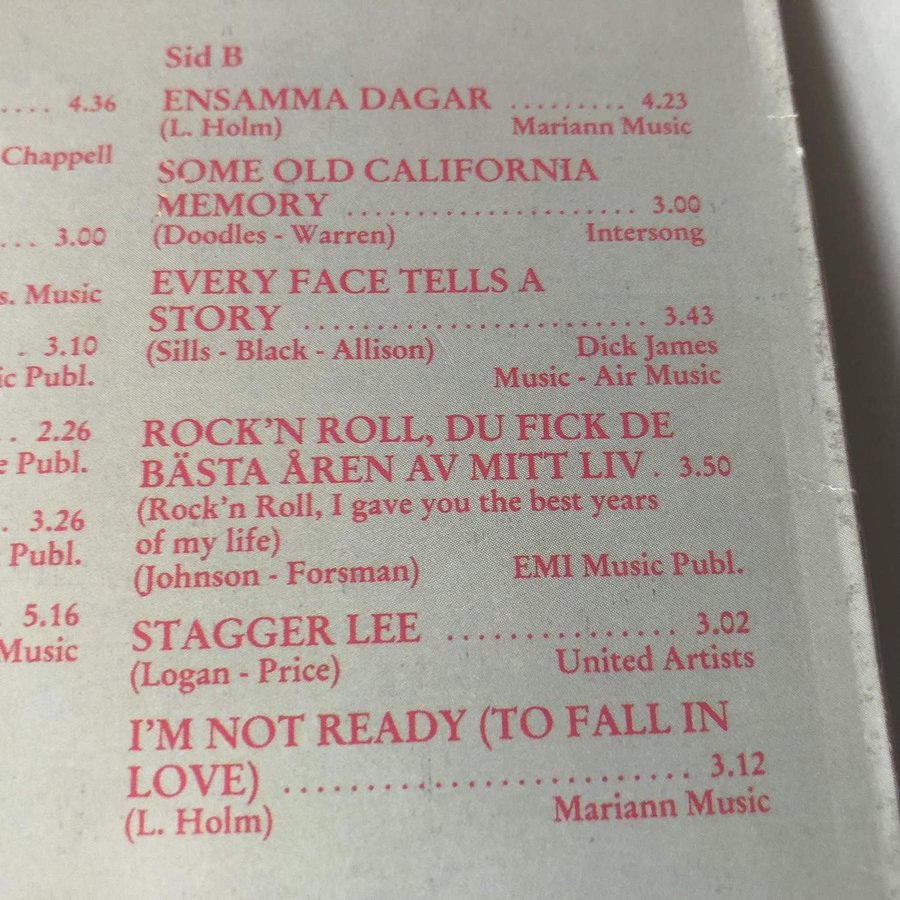 .... 4.36
Chappell
... 3.00
s. Music
. 3.10
ic Publ.
.. 2.26
e Publ.
. 3.26
Publ.
. 5.16
Music
Sid B
ENSAMMA DAGAR ......... 4.23
(L. Holm) Mariann Music
SOME OLD CALIFORNIA
MEMORY ...................... 3.00
(Doodles - Warren) Intersong
EVERY FACE TELLS A
STORY ......................... 3.43
(Sills - Black - Allison) Dick James
Music - Air Music
ROCK'N ROLL, DU FICK DE
BÄSTA ÅREN AV MITT LIV . 3.50
(Rock'n Roll, I gave you the best years
of my life)
(Johnson - Forsman) EMI Music Publ.
STAGGER LEE ................ 3.02
(Logan - Price) United Artists
I'M NOT READY (TO FALL IN
LOVE) ............................ 3.12
(L. Holm) Mariann Music